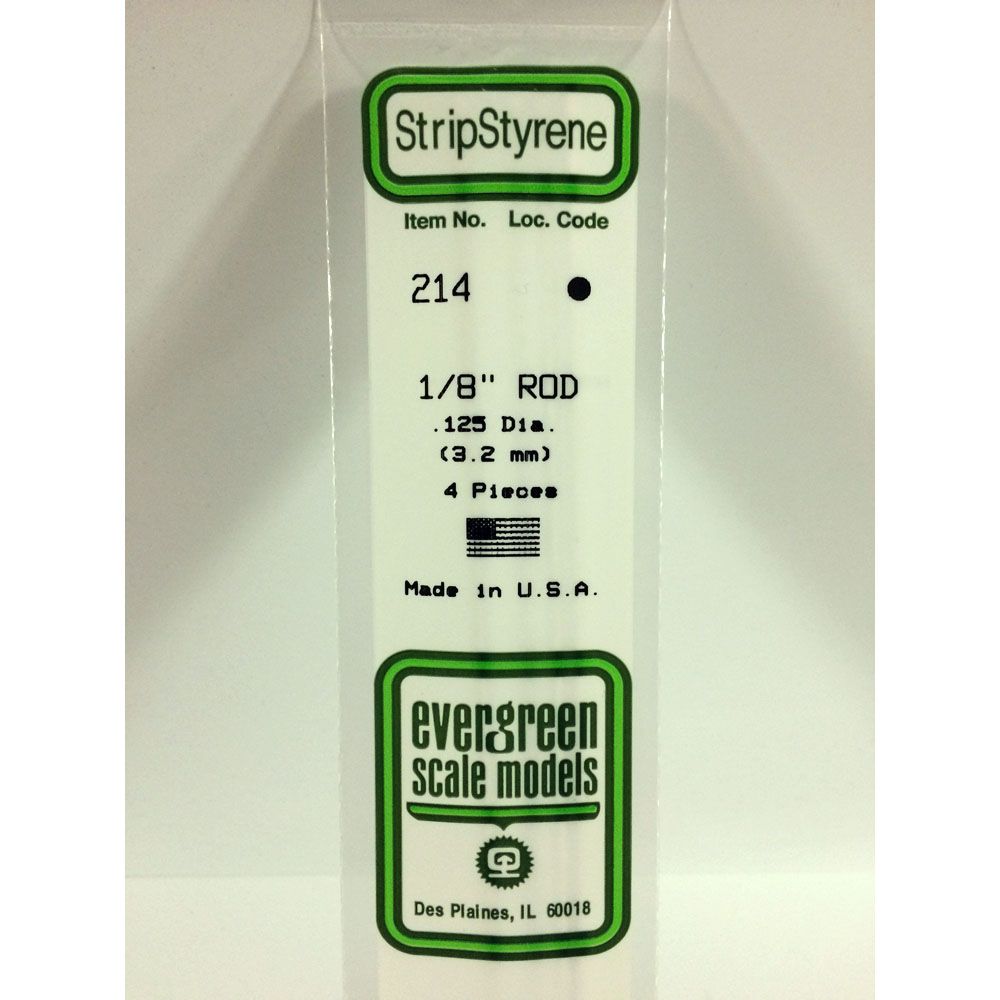 StripStyrene
Item No. Loc. Code
214
1/8" ROD
.125 Dia.
(3.2 mm)
4 Pieces
Made in U.S.A.
evergreen
scale models
Des Plaines, IL 60018